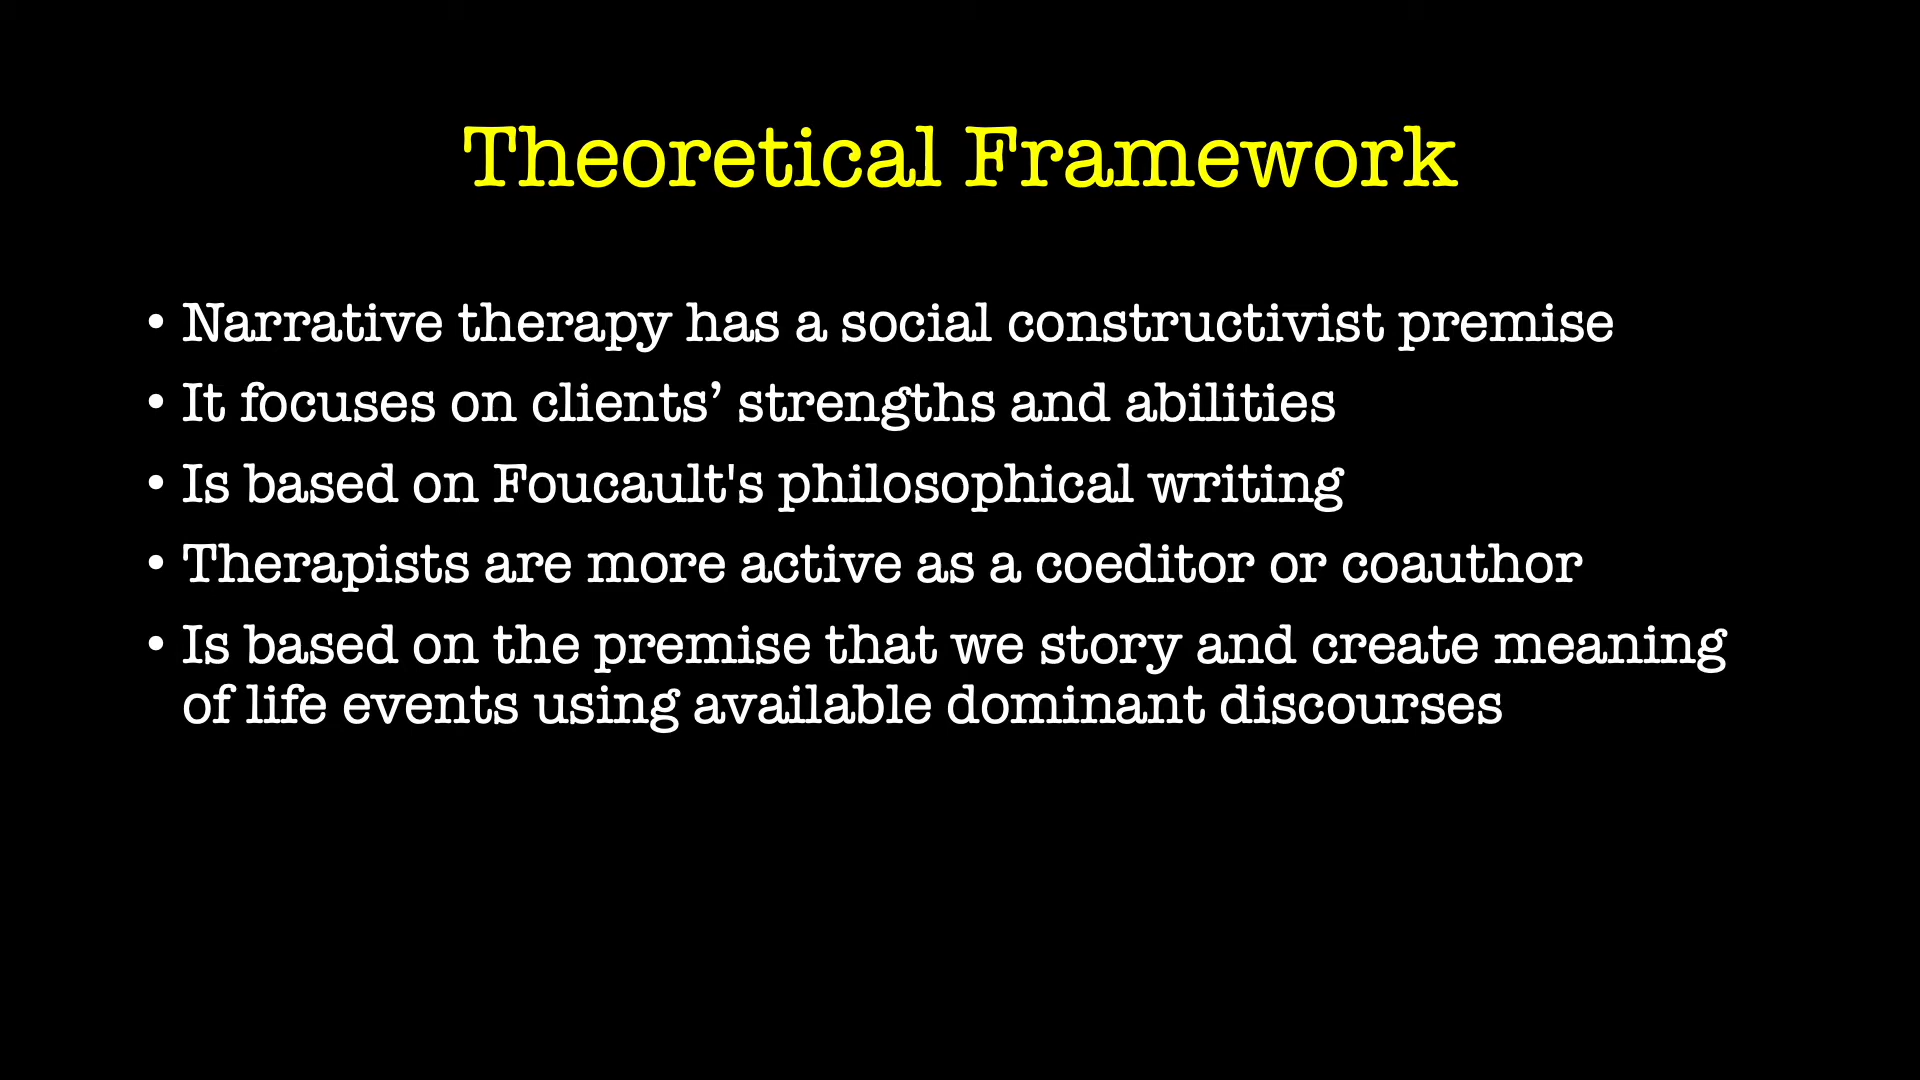 Theoretical Framework
• Narrative therapy has a social constructivist premise
• It focuses on clients’ strengths and abilities
• Is based on Foucault's philosophical writing
• Therapists are more active as a coeditor or coauthor
• Is based on the premise that we story and create meaning
of life events using available dominant discourses